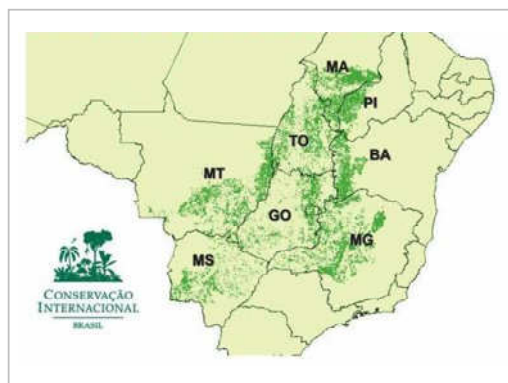 MA
PI
TO
BA
MT
GO
MG
MS
CONSERVAÇÃO
INTERNACIONAL
BRASIL